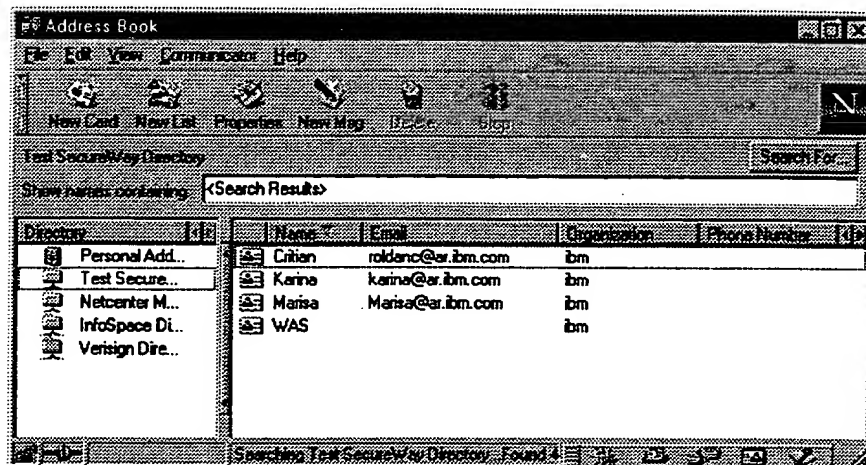 Address Book
File Edit View Communicator Help
New Card New List Properties New Msg Delete Stop
N
Test SecureWay Directory
Search For...
Show names containing: <Search Results>
Directory Name Email Organization Phone Number
Personal Add...
Test Secure...
Netcenter M...
InfoSpace Di...
Verisign Dire...
Critian roldanc@ar.ibm.com ibm
Karina karina@ar.ibm.com ibm
Marisa Marisa@ar.ibm.com ibm
WAS ibm
Searching Test SecureWay Directory...Found 4